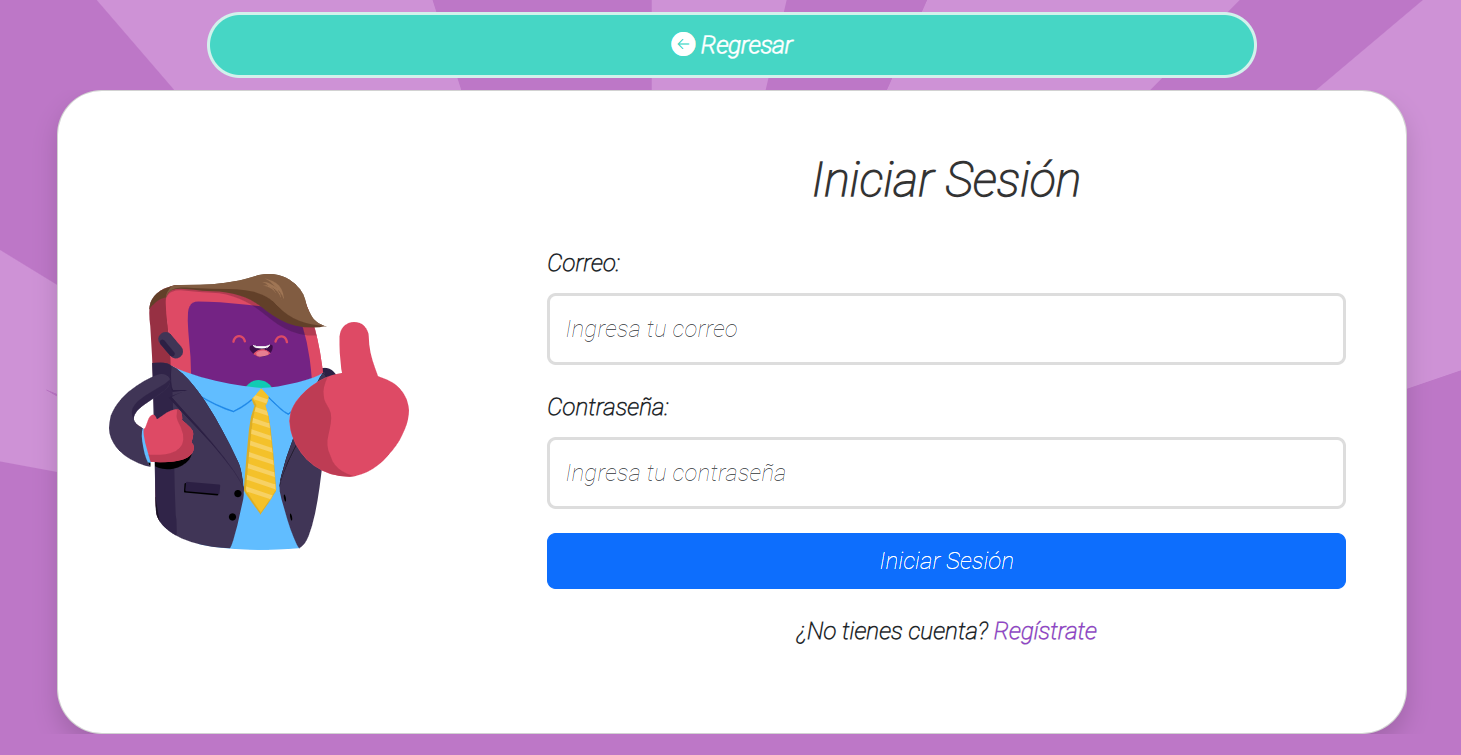 Regresar
Iniciar Sesión
Correo:
Ingresa tu correo
Contraseña:
Ingresa tu contraseña
Iniciar Sesión
¿No tienes cuenta? Regístrate